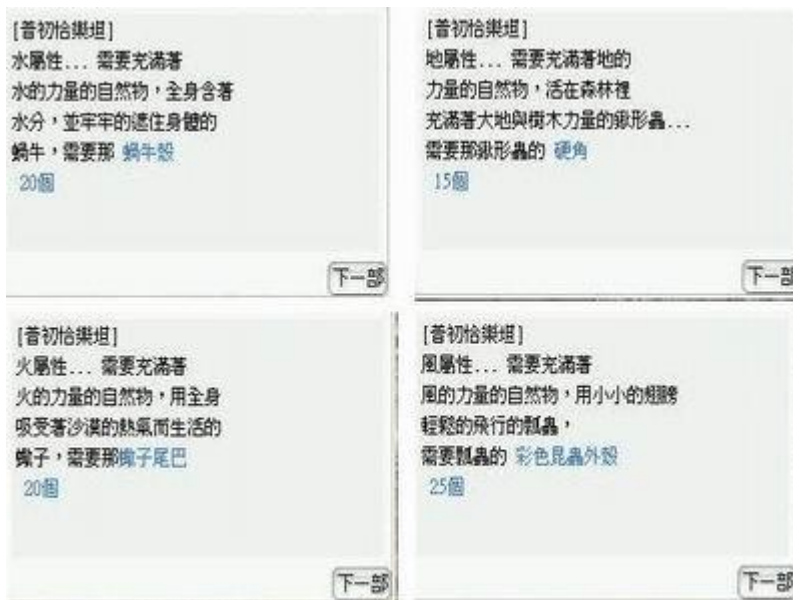 [普初恰樂坦]
水屬性... 需要充滿著
水的力量的自然物，全身含著
水分，並牢牢的遮住身體的
蝸牛，需要那 蝸牛殼
20個
下一部
[普初恰樂坦]
地屬性... 需要充滿著地的
力量的自然物，活在森林裡
充滿著大地與樹木力量的鍬形蟲...
需要那鍬形蟲的 硬角
15個
下一部
[普初恰樂坦]
火屬性... 需要充滿著
火的力量的自然物，用全身
吸受著沙漠的熱氣而生活的
蠍子，需要那蠍子尾巴
20個
下一部
[普初恰樂坦]
風屬性... 需要充滿著
風的力量的自然物，用小小的翅膀
輕鬆的飛行的瓢蟲，
需要瓢蟲的 彩色昆蟲外殼
25個
下一部